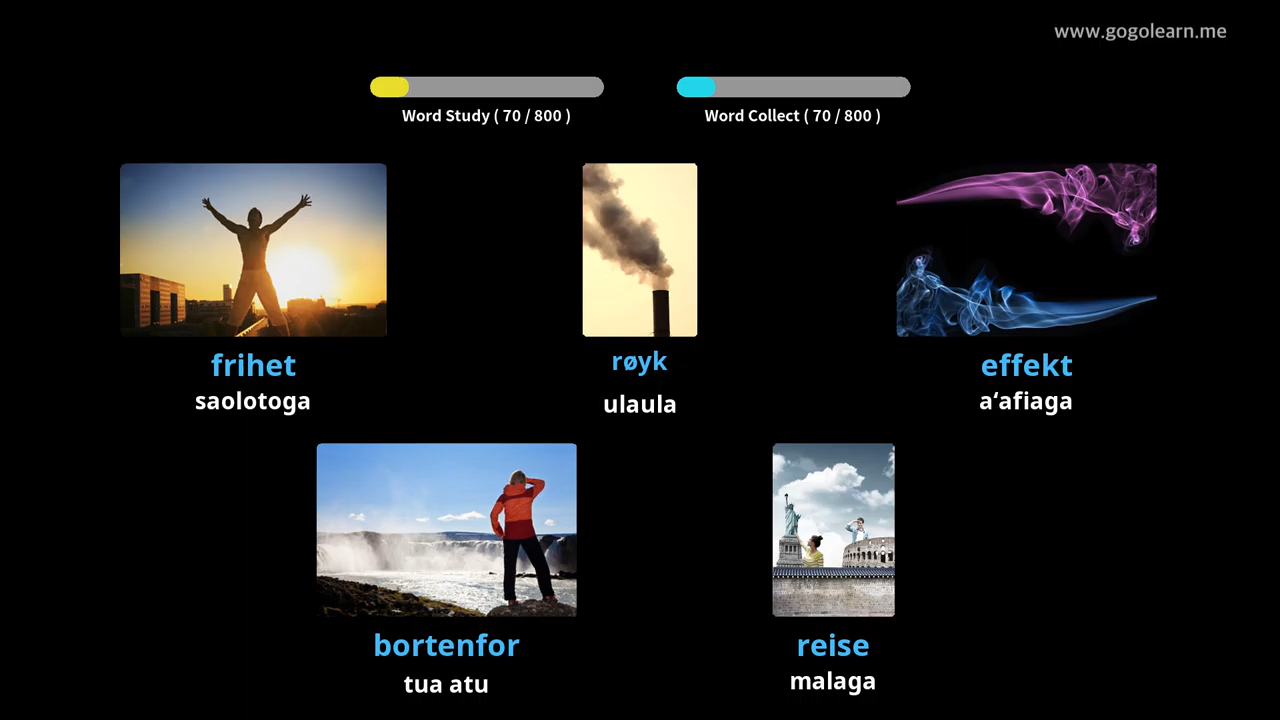 www.gogolearn.me
Word Study ( 70 / 800 )
Word Collect ( 70 / 800 )
frihet
saolotoga
røyk
ulaula
effekt
aʻafiaga
bortenfor
tua atu
reise
malaga